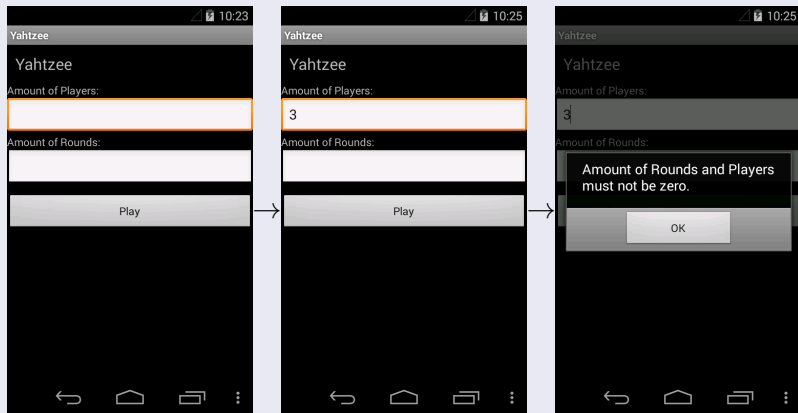 10:23
Yahtzee
Yahtzee
Amount of Players:
Amount of Rounds:
Play
10:25
Yahtzee
Yahtzee
Amount of Players:
3
Amount of Rounds:
Play
10:25
Yahtzee
Yahtzee
Amount of Players:
3
Amount of Rounds:
Amount of Rounds and Players
must not be zero.
OK